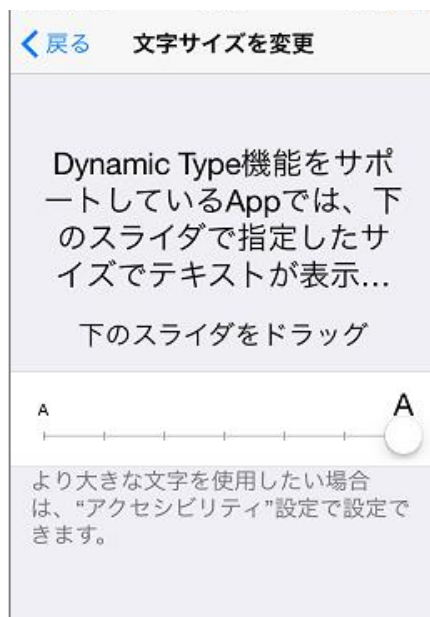 戻る 文字サイズを変更
Dynamic Type機能をサポ
ートしているAppでは、下
のスライダで指定したサ
イズでテキストが表示…
下のスライダをドラッグ
A A
より大きな文字を使用したい場合
は、“アクセシビリティ”設定で設定で
きます。